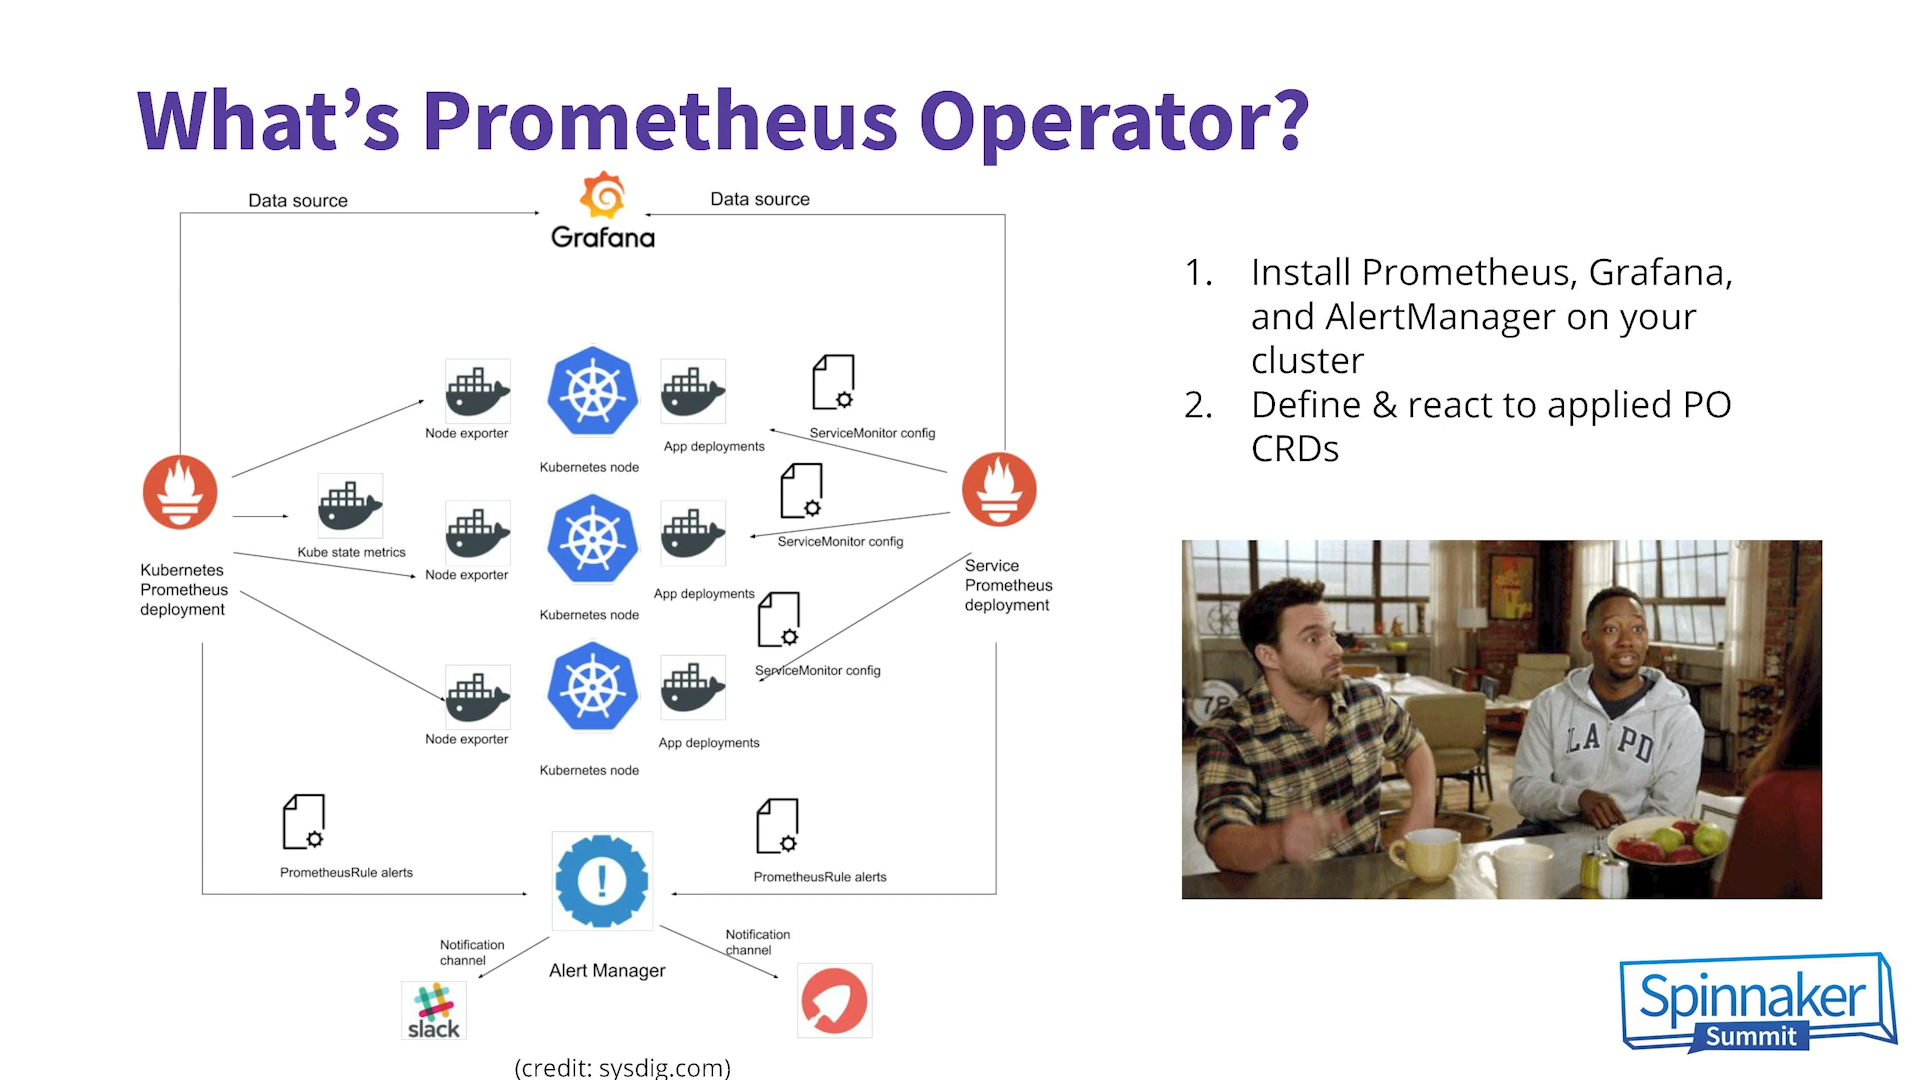 What's Prometheus Operator?
Data source
Data source
Grafana
1. Install Prometheus, Grafana,
and AlertManager on your
cluster
2. Define & react to applied PO
CRDs
Node exporter
Kubernetes node
App deployments
ServiceMonitor config
Kube state metrics
Node exporter
Kubernetes node
App deployments
ServiceMonitor config
Kubernetes
Prometheus
deployment
Service
Prometheus
deployment
Node exporter
Kubernetes node
App deployments
ServiceMonitor config
78
LA PD
PrometheusRule alerts
PrometheusRule alerts
Notification
channel
Alert Manager
Notification
channel
slack
(credit: sysdig.com)
Spinnaker
Summit